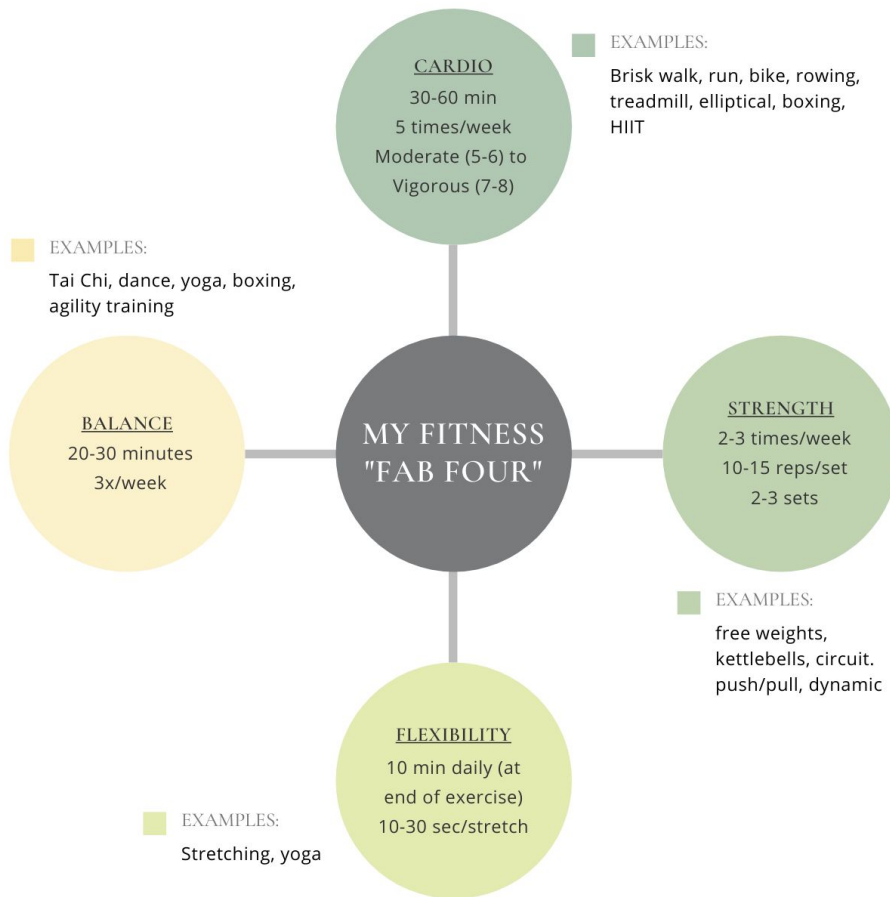 CARDIO
30-60 min
5 times/week
Moderate (5-6) to
Vigorous (7-8)
EXAMPLES:
Brisk walk, run, bike, rowing,
treadmill, elliptical, boxing,
HIIT
EXAMPLES:
Tai Chi, dance, yoga, boxing,
agility training
BALANCE
20-30 minutes
3x/week
MY FITNESS
"FAB FOUR"
STRENGTH
2-3 times/week
10-15 reps/set
2-3 sets
EXAMPLES:
free weights,
kettlebells, circuit.
push/pull, dynamic
FLEXIBILITY
10 min daily (at
end of exercise)
10-30 sec/stretch
EXAMPLES:
Stretching, yoga